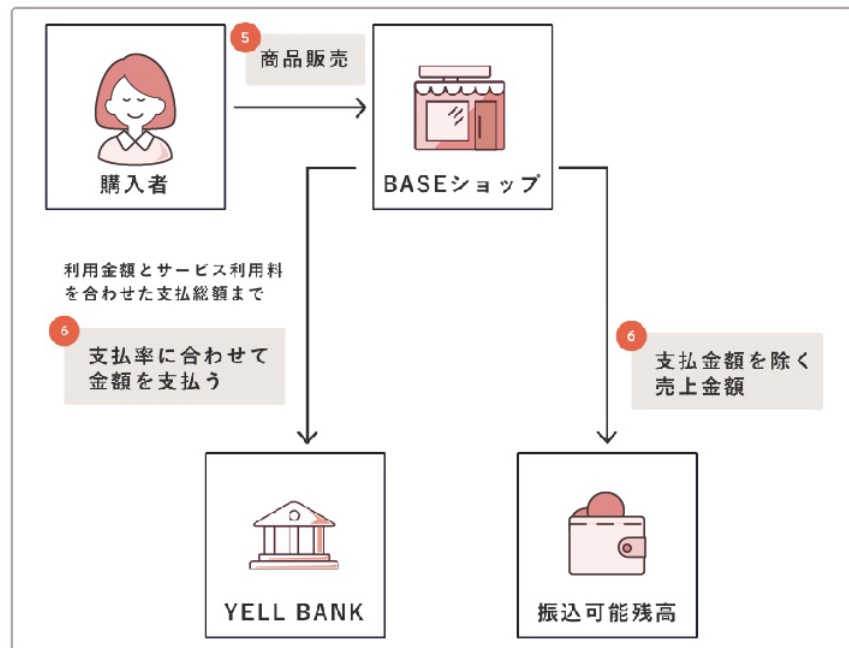 5
商品販売
購入者
BASEショップ
利用金額とサービス利用料
を合わせた支払総額まで
6
支払率に合わせて
金額を支払う
6
支払金額を除く
売上金額
YELL BANK
振込可能残高